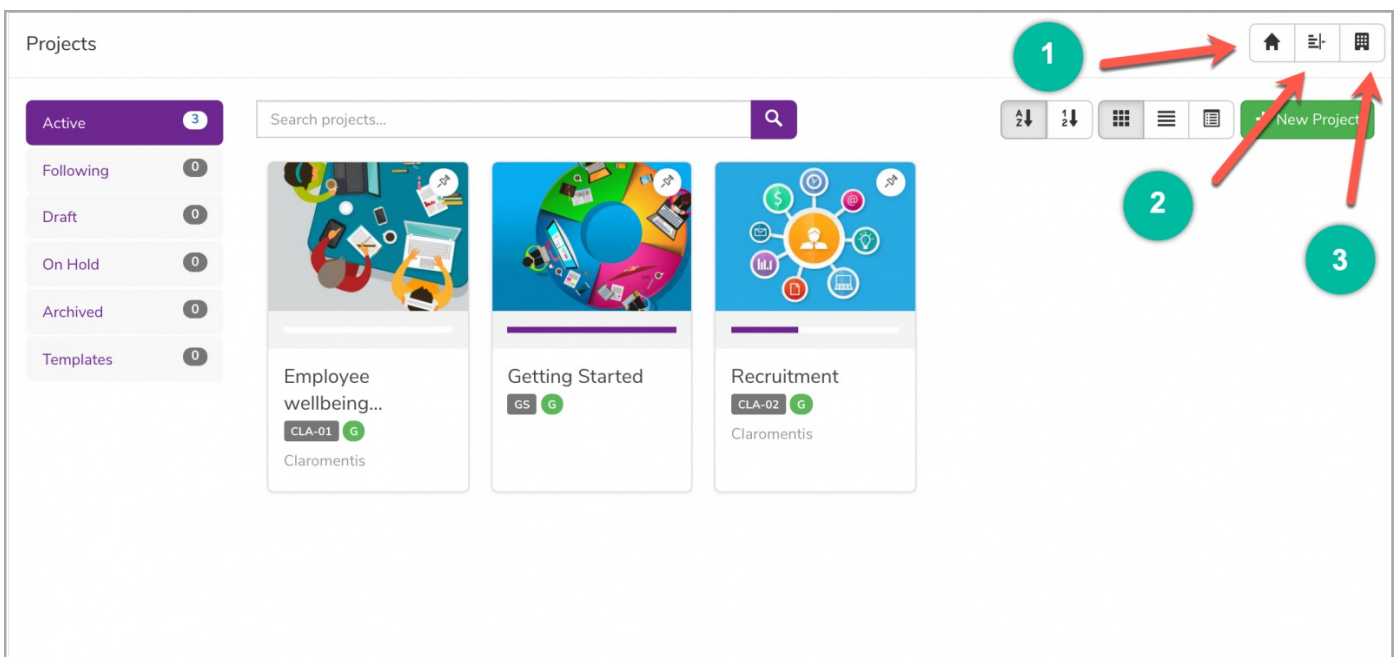 Projects
1
Active 3
Search projects...
New Project
Following 0
Draft 0
2
On Hold 0
3
Archived 0
Templates 0
Employee
wellbeing...
CLA-01 G
Claromentis
Getting Started
GS G
Recruitment
CLA-02 G
Claromentis